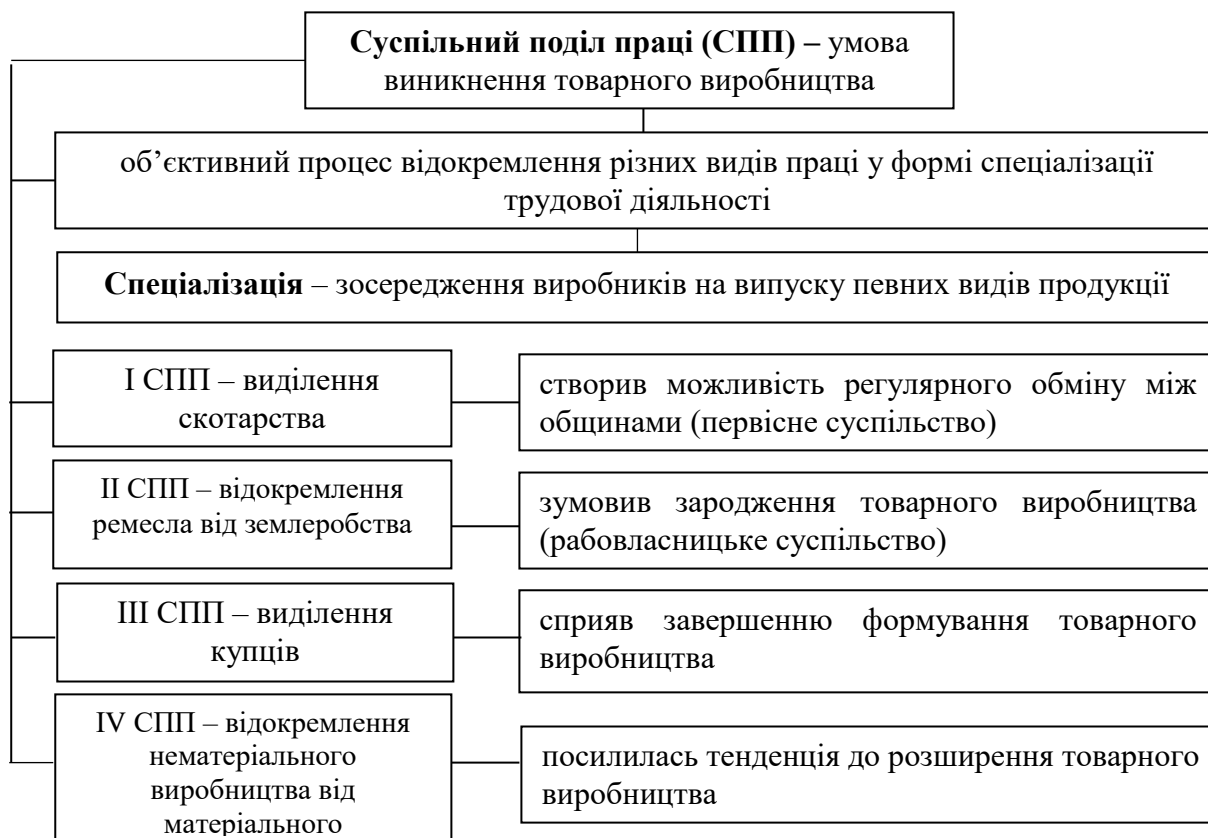 Суспільний поділ праці (СПП) – умова
виникнення товарного виробництва
об’єктивний процес відокремлення різних видів праці у формі спеціалізації
трудової діяльності
Спеціалізація – зосередження виробників на випуску певних видів продукції
І СПП – виділення
скотарства
створив можливість регулярного обміну між
общинами (первісне суспільство)
ІІ СПП – відокремлення
ремесла від землеробства
зумовив зародження товарного виробництва
(рабовласницьке суспільство)
ІІІ СПП – виділення
купців
сприяв завершенню формування товарного
виробництва
IV СПП – відокремлення
нематеріального
виробництва від
матеріального
посилилась тенденція до розширення товарного
виробництва